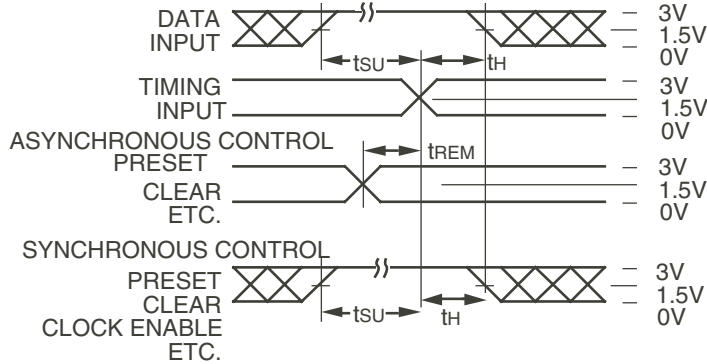 DATA
INPUT
tSU
tH
3V
1.5V
0V
TIMING
INPUT
3V
1.5V
0V
ASYNCHRONOUS CONTROL
PRESET
CLEAR
ETC.
tREM
3V
1.5V
0V
SYNCHRONOUS CONTROL
PRESET
CLEAR
CLOCK ENABLE
ETC.
tSU
tH
3V
1.5V
0V